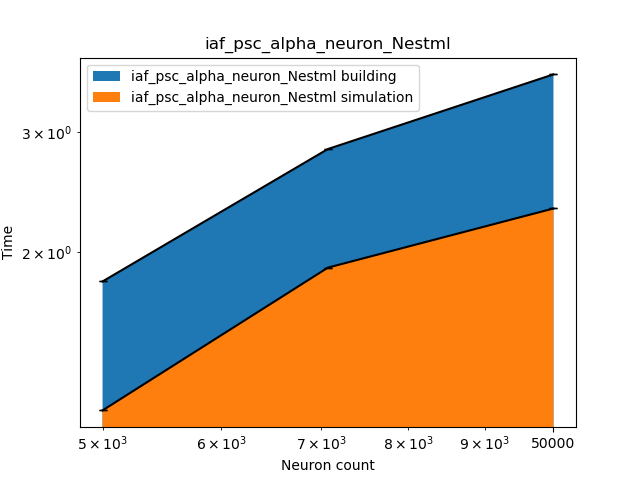 iaf_psc_alpha_neuron_Nestml
iaf_psc_alpha_neuron_Nestml building
iaf_psc_alpha_neuron_Nestml simulation
3 × 10⁰
2 × 10⁰
Time
5 × 10³
6 × 10³
7 × 10³
8 × 10³
9 × 10³
50000
Neuron count